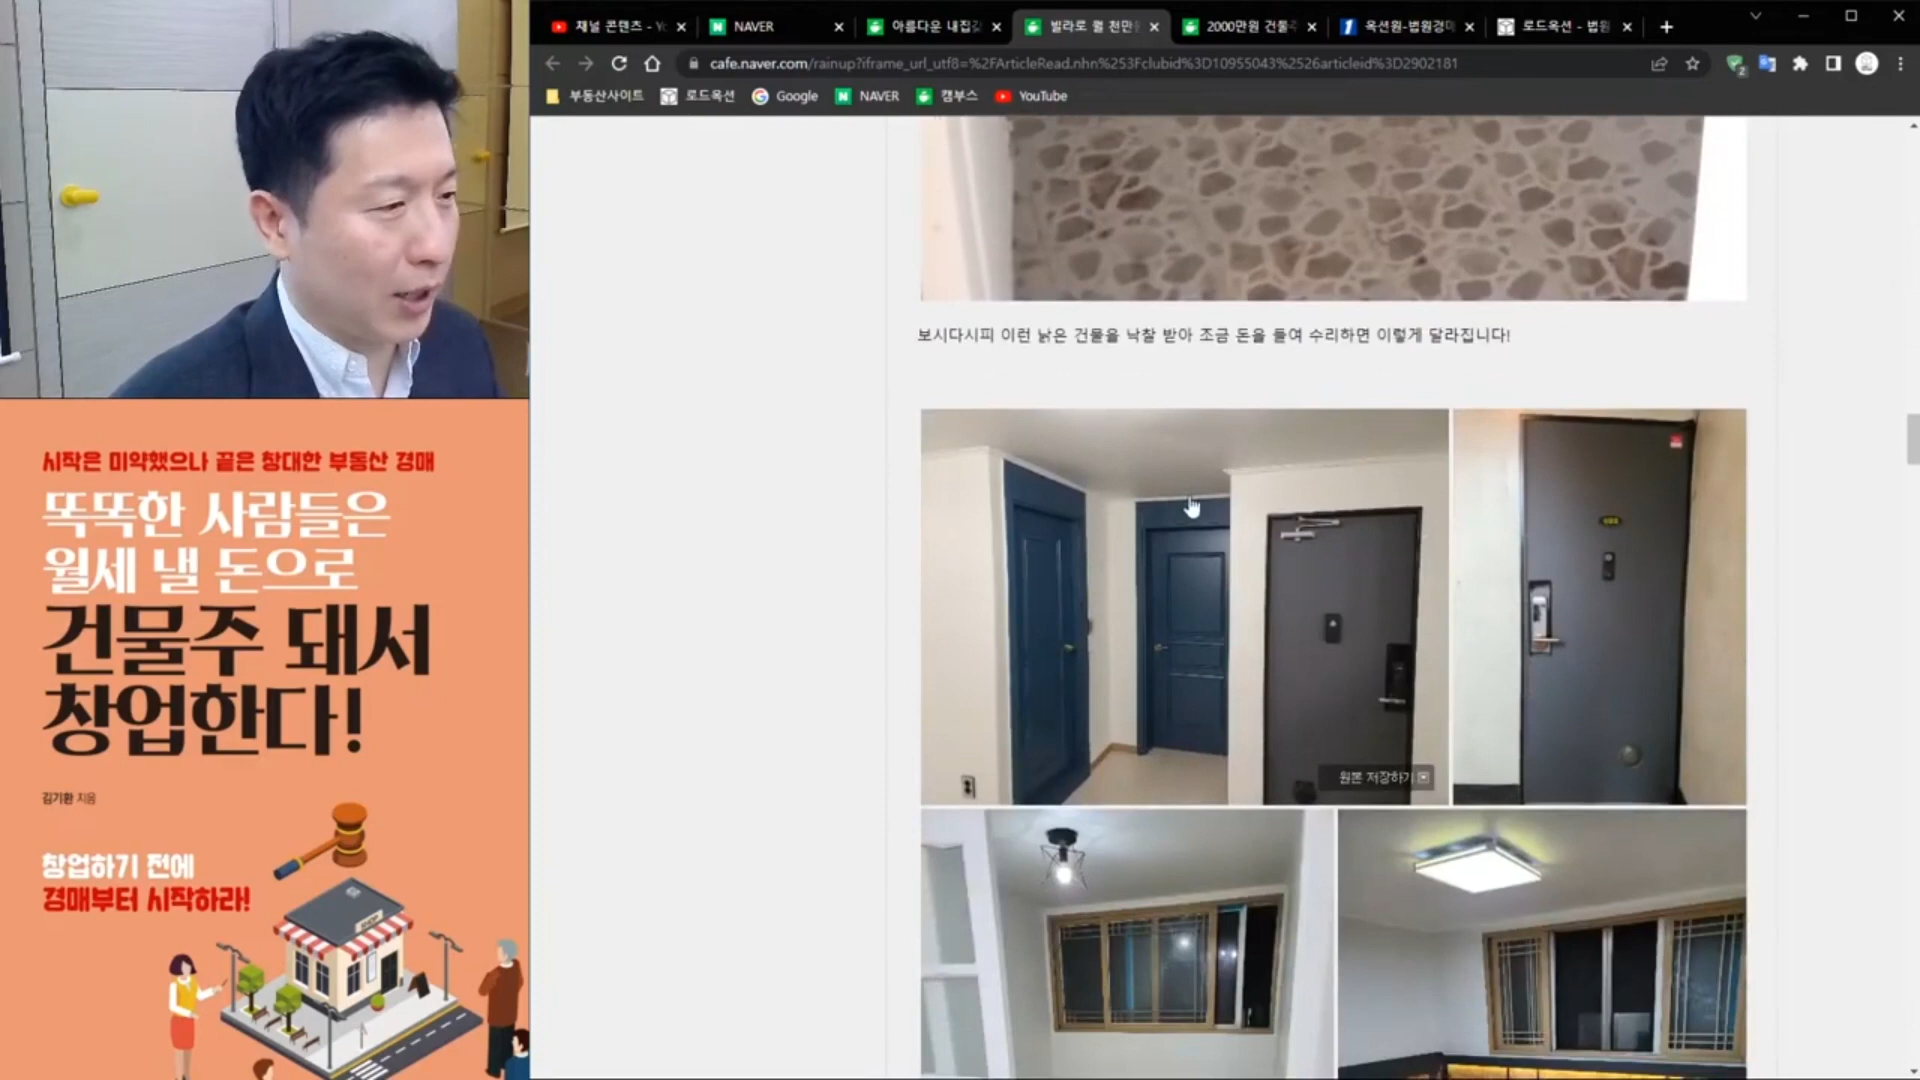 채널 콘텐츠 - Yo
NAVER
아름다운 내집갖
빌라로 월 천만
2000만원 건물
옥션원-법원경매
로드옥션 - 법원
cafe.naver.com/rainup?iframe_url_utf8=%2FArticleRead.nhn%253Fclubid%3D10955043%2526articleid%3D2902181
부동산사이트
로드옥션
Google
NAVER
캠부스
YouTube
보시다시피 이런 낡은 건물을 낙찰 받아 조금 돈을 들여 수리하면 이렇게 달라집니다!
원본 저장하기
시작은 미약했으나 끝은 창대한 부동산 경매
똑똑한 사람들은
월세 낼 돈으로
건물주 돼서
창업한다!
김기환 지음
창업하기 전에
경매부터 시작하라!
SHOP